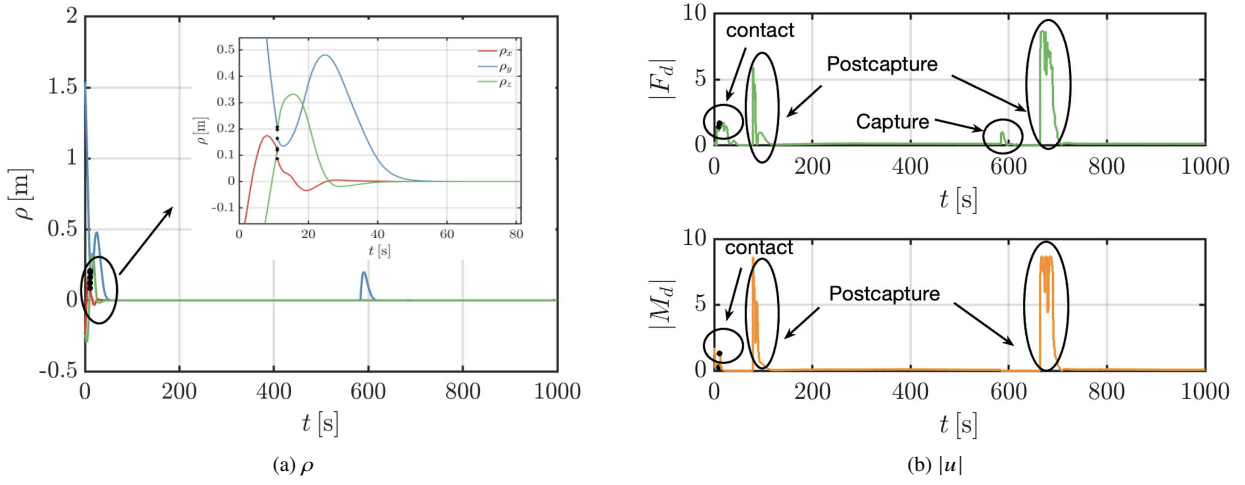 2
1.5
1
0.5
0
-0.5
ρ [m]
0 200 400 600 800 1000
t [s]
0.5
0.4
0.3
0.2
0.1
0
-0.1
ρ [m]
0 20 40 60 80
t [s]
ρx
ρy
ρz
(a) ρ
10
5
0
|Fd|
contact
Postcapture
Capture
0 200 400 600 800 1000
t [s]
10
5
0
|Md|
contact
Postcapture
0 200 400 600 800 1000
t [s]
(b) |u|